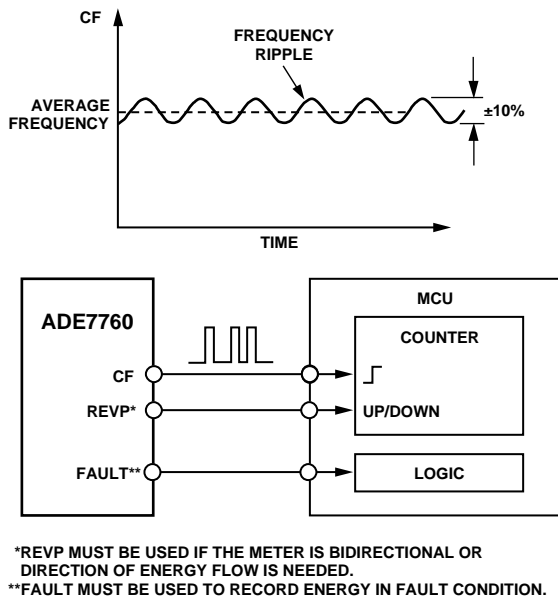 CF
FREQUENCY
RIPPLE
AVERAGE
FREQUENCY
±10%
TIME
MCU
ADE7760
COUNTER
CF
REVP*
UP/DOWN
FAULT**
LOGIC
*REVP MUST BE USED IF THE METER IS BIDIRECTIONAL OR
DIRECTION OF ENERGY FLOW IS NEEDED.
**FAULT MUST BE USED TO RECORD ENERGY IN FAULT CONDITION.